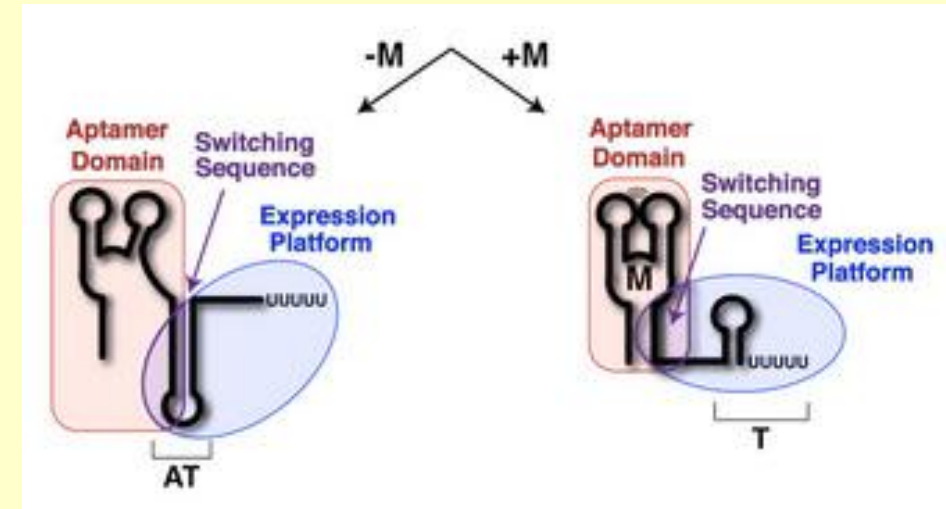 -M
+M
Aptamer
Domain
Switching
Sequence
Expression
Platform
UUUUU
AT
Aptamer
Domain
Switching
Sequence
Expression
Platform
M
UUUUU
T